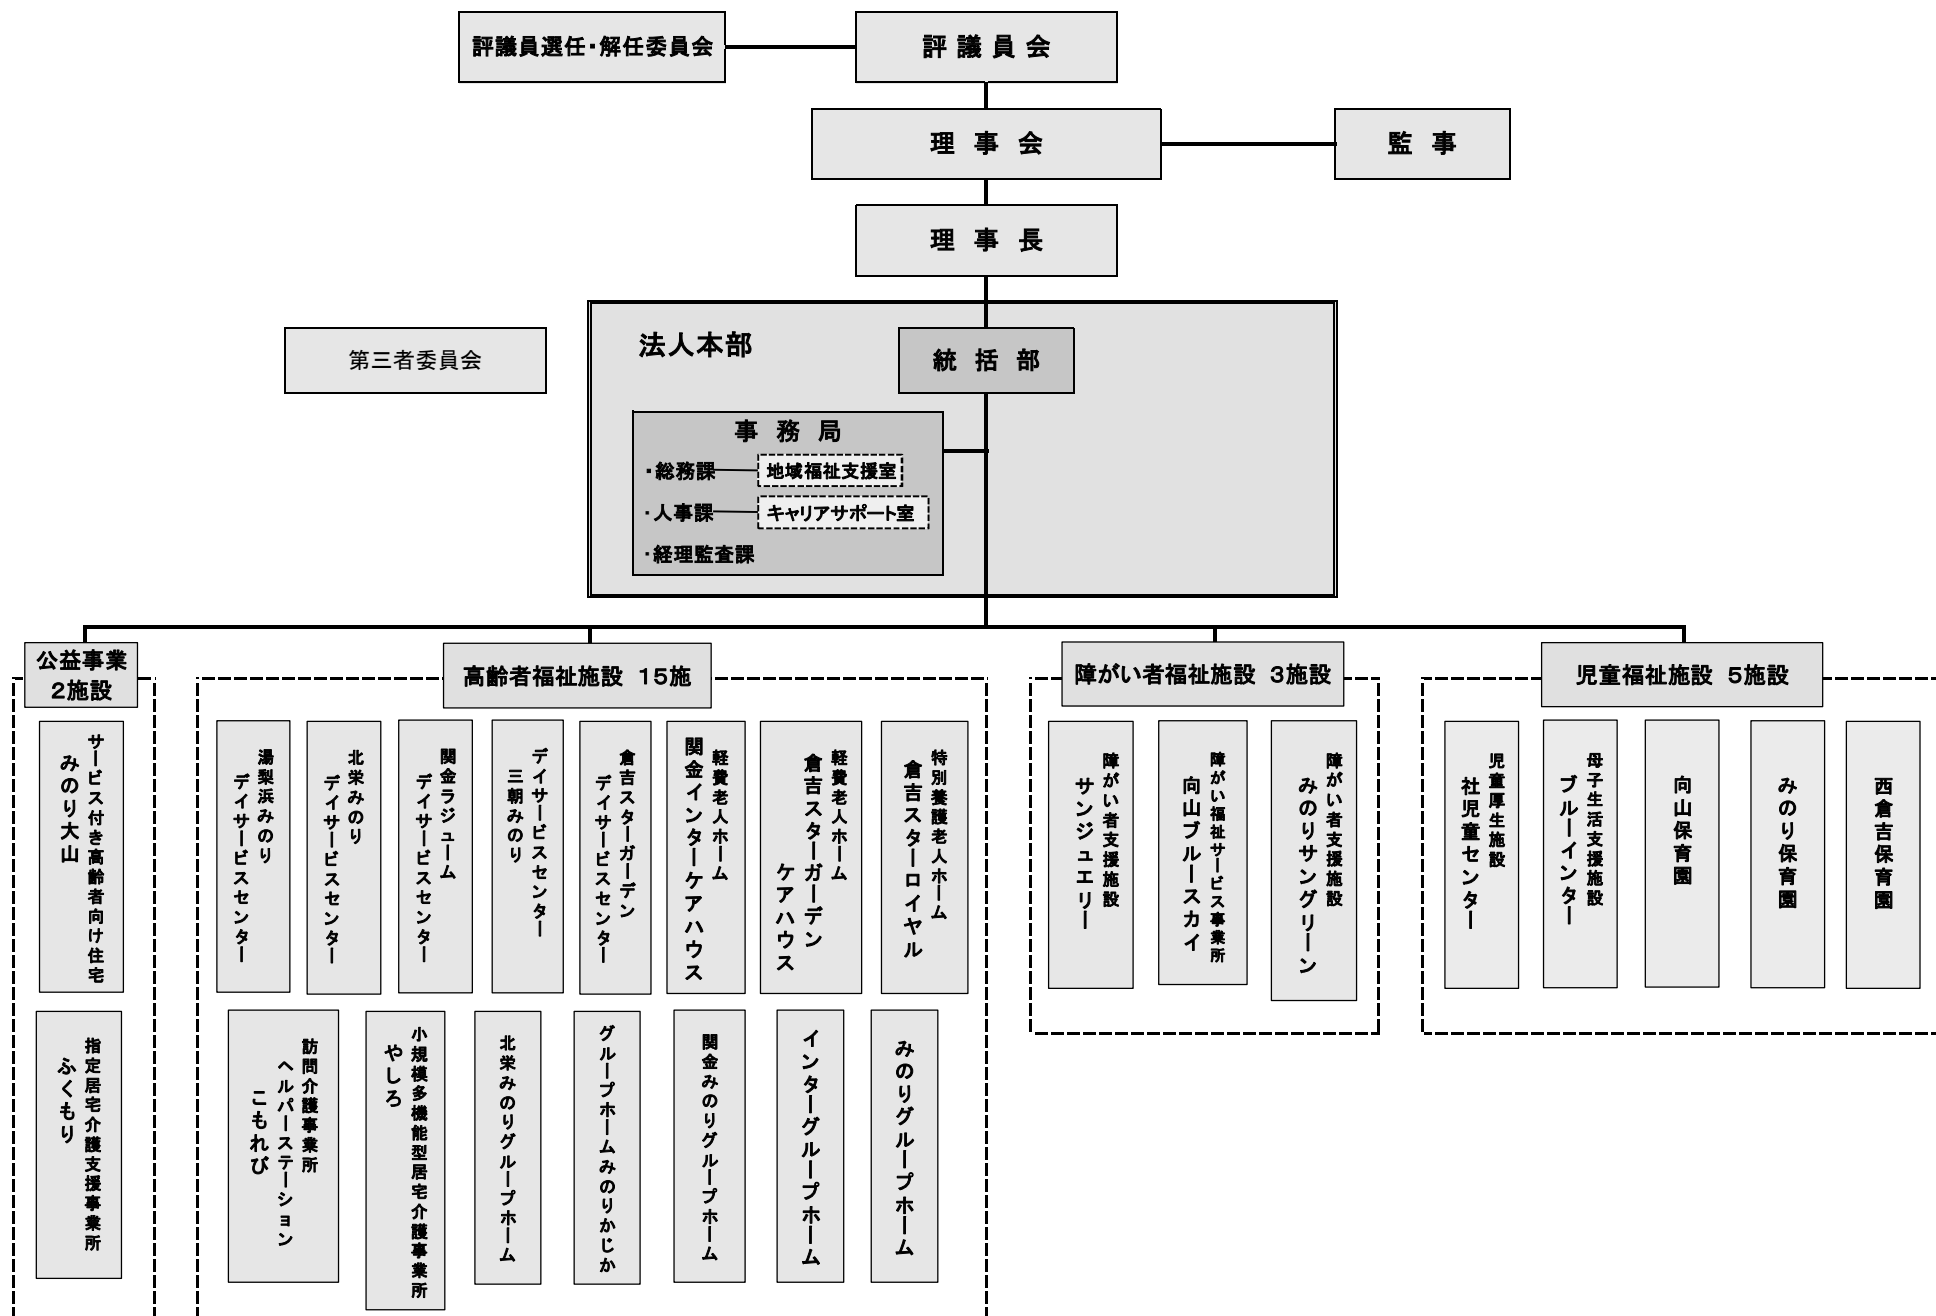 評議員選任・解任委員会
評議員会
理事会
監事
理事長
第三者委員会
法人本部
統括部
事務局
・総務課
地域福祉支援室
・人事課
キャリアサポート室
・経理監査課
公益事業
2施設
高齢者福祉施設 15施
障がい者福祉施設 3施設
児童福祉施設 5施設
サービス付き高齢者向け住宅
みのり大山
湯梨浜みのり
デイサービスセンター
北栄みのり
デイサービスセンター
関金ラジューム
デイサービスセンター
デイサービスセンター
三朝みのり
倉吉スターガーデン
デイサービスセンター
軽費老人ホーム
関金インターケアハウス
軽費老人ホーム
倉吉スターガーデン
ケアハウス
特別養護老人ホーム
倉吉スターロイヤル
障がい者支援施設
サンジュエリー
障がい福祉サービス事業所
向山ブルースカイ
障がい者支援施設
みのりサングリーン
児童厚生施設
社児童センター
母子生活支援施設
ブルーインター
向山保育園
みのり保育園
西倉吉保育園
指定居宅介護支援事業所
ふくもり
訪問介護事業所
ヘルパーステーション
こもれび
小規模多機能型居宅介護事業所
やしろ
北栄みのりグループホーム
グループホームみのりかじか
関金みのりグループホーム
インターグループホーム
みのりグループホーム